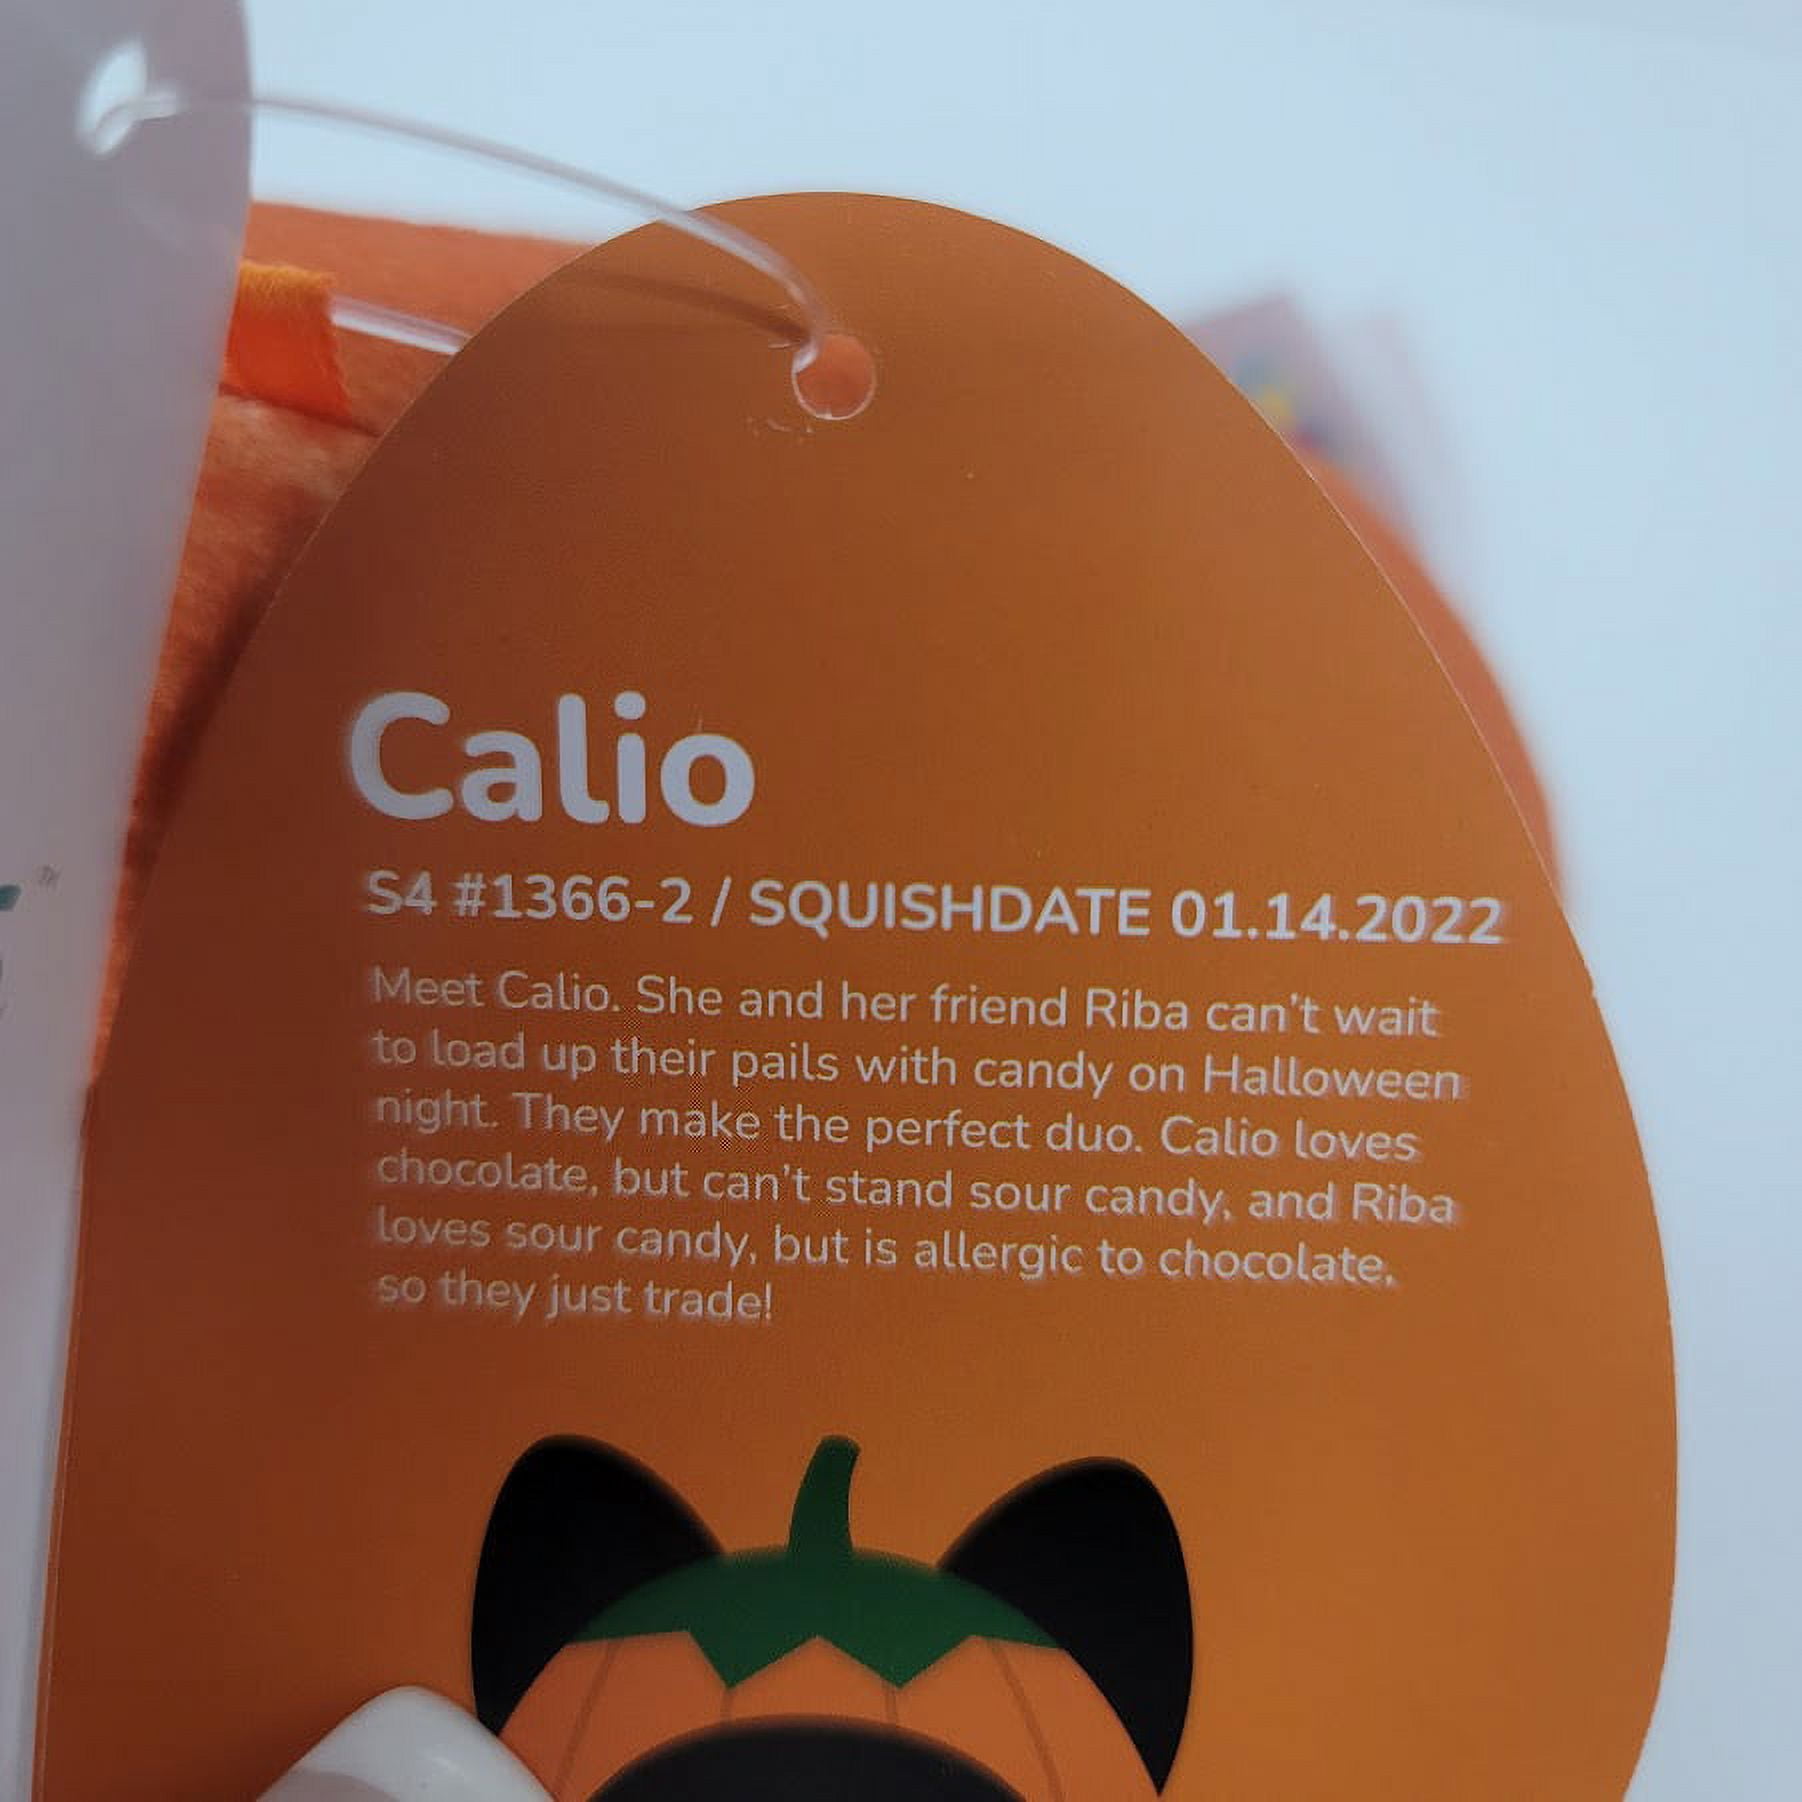 Calio
S4 #1366-2 / SQUISHDATE 01.14.2022
Meet Calio. She and her friend Riba can't wait
to load up their pails with candy on Halloween
night. They make the perfect duo. Calio loves
chocolate, but can't stand sour candy, and Riba
loves sour candy, but is allergic to chocolate,
so they just trade!